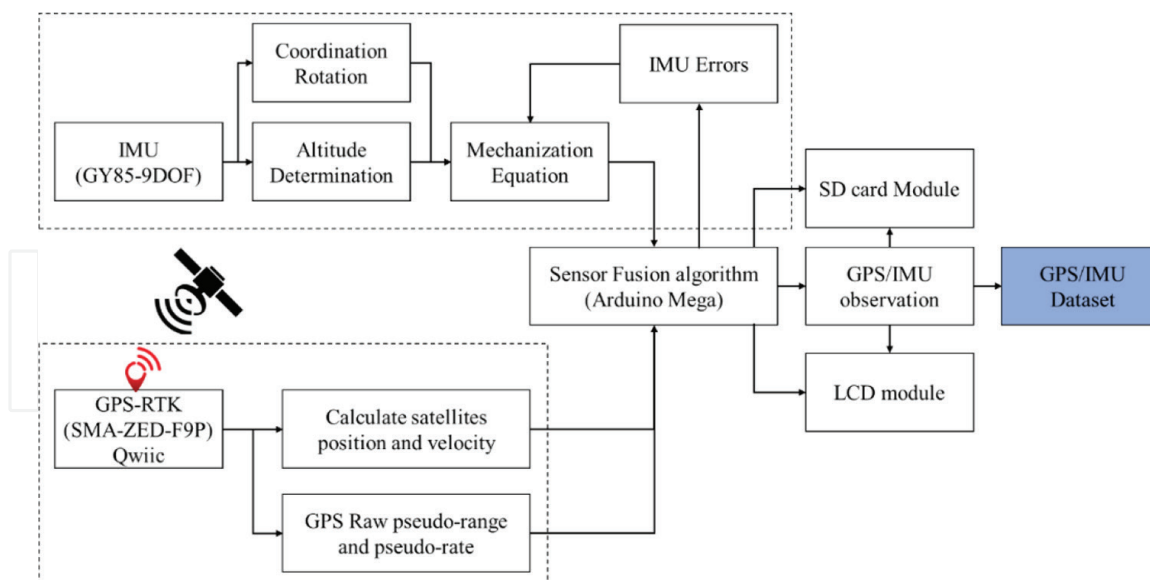 Coordination
Rotation
IMU Errors
IMU
(GY85-9DOF)
Altitude
Determination
Mechanization
Equation
SD card Module
Sensor Fusion algorithm
(Arduino Mega)
GPS/IMU
observation
GPS/IMU
Dataset
LCD module
GPS-RTK
(SMA-ZED-F9P)
Qwiic
Calculate satellites
position and velocity
GPS Raw pseudo-range
and pseudo-rate